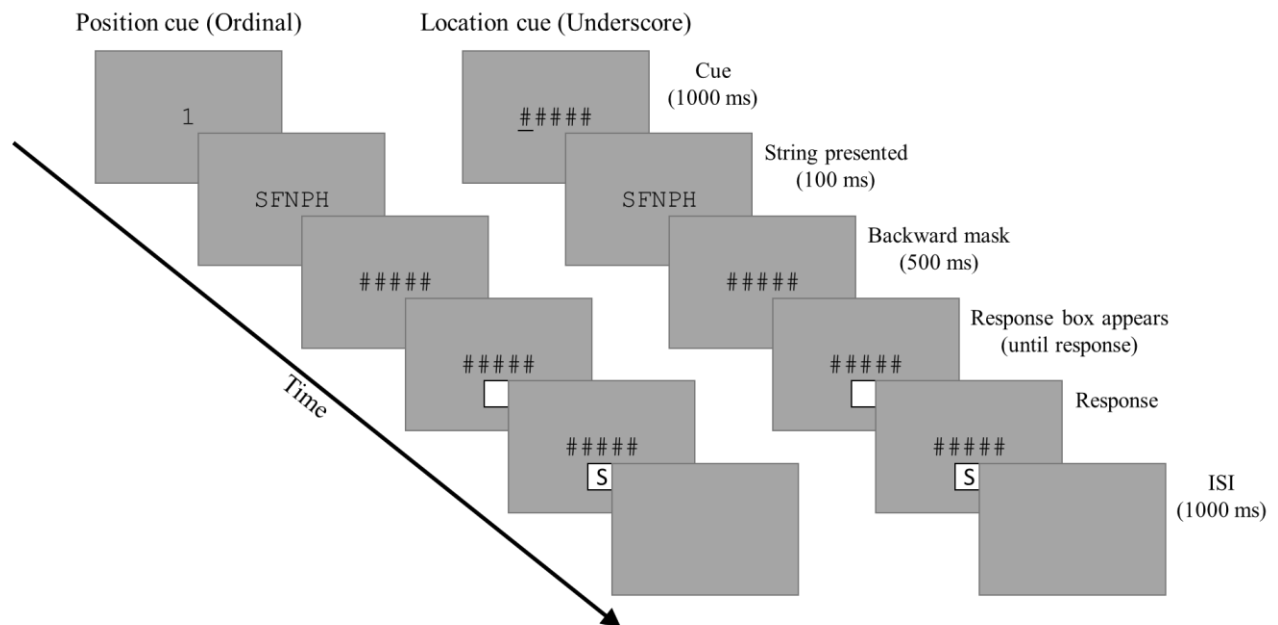 Position cue (Ordinal)
Location cue (Underscore)
1
#####
Cue
(1000 ms)
SFNPH
SFNPH
String presented
(100 ms)
#####
#####
Backward mask
(500 ms)
#####
#####
Response box appears
(until response)
Time
#####
S
#####
S
Response
ISI
(1000 ms)